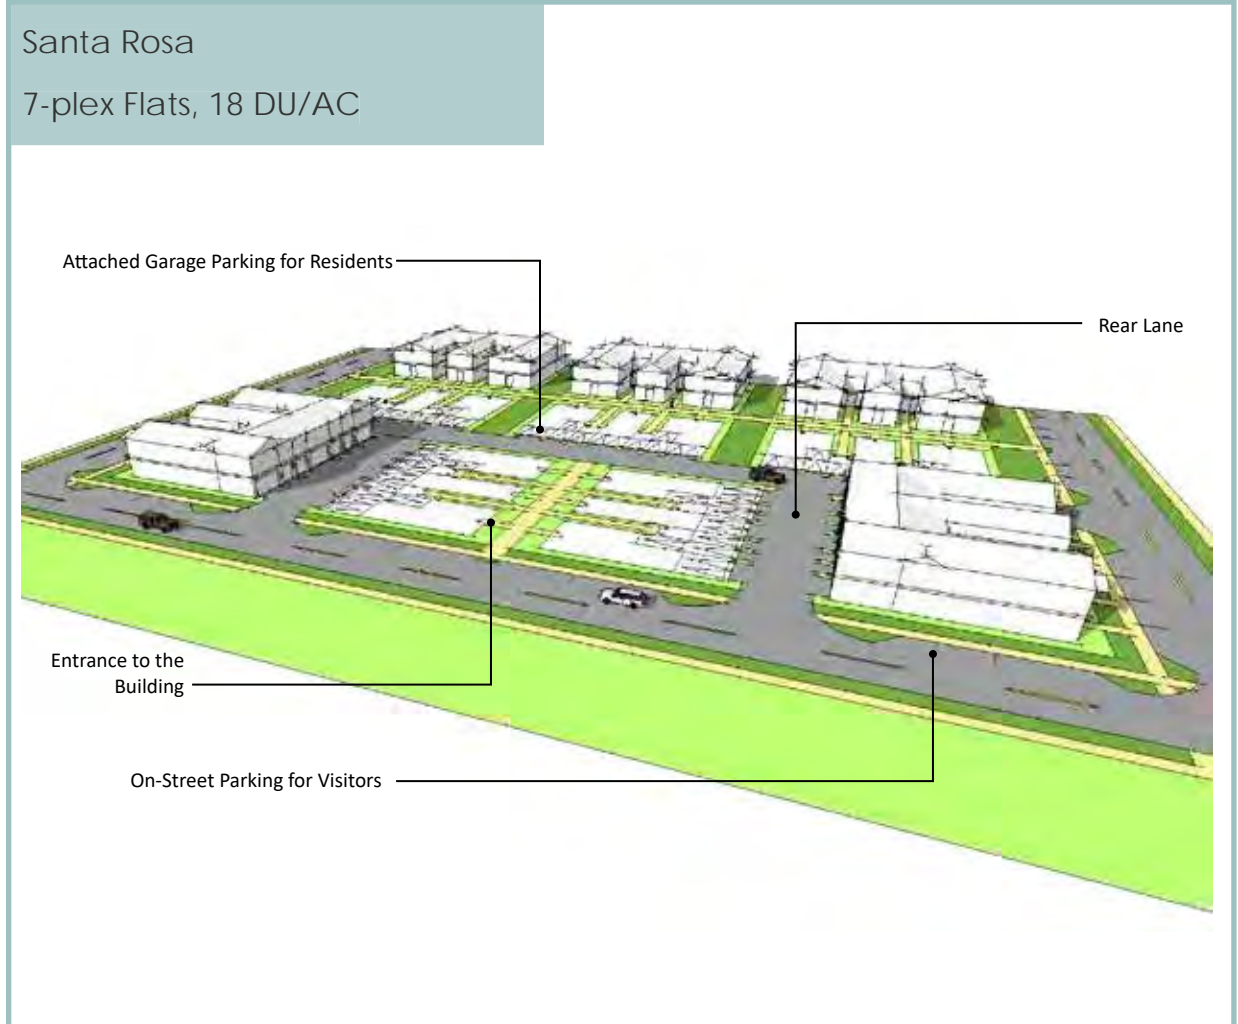 Santa Rosa
7-plex Flats, 18 DU/AC
Attached Garage Parking for Residents
Rear Lane
Entrance to the
Building
On-Street Parking for Visitors